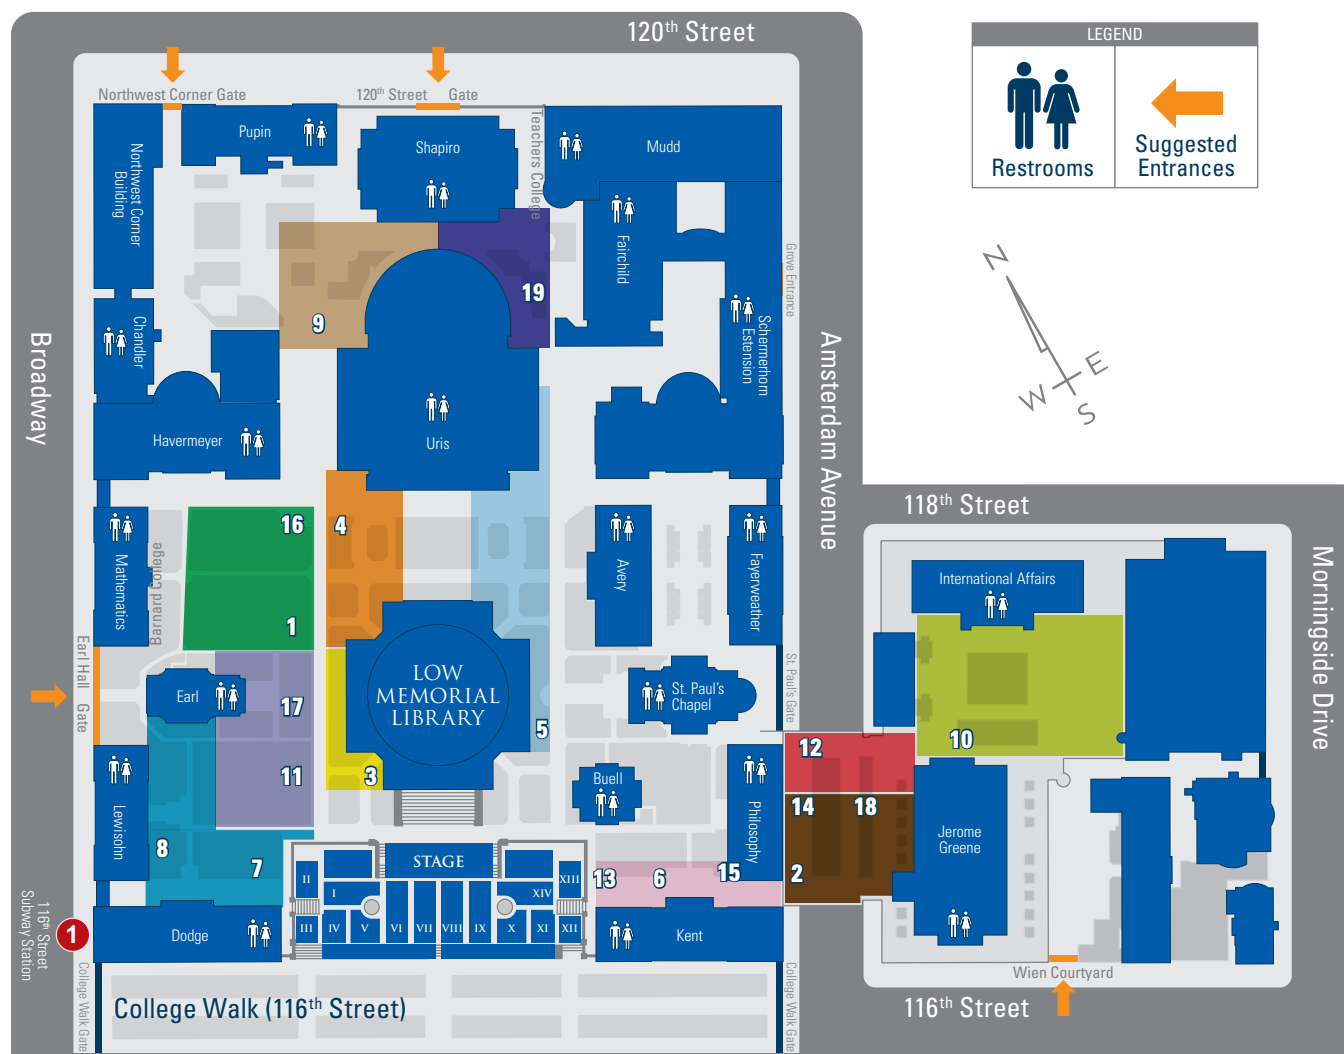 120th Street
LEGEND
Restrooms
Suggested
Entrances
Northwest Corner Gate
120th Street Gate
Teachers College
Pupin
Shapiro
Mudd
Northwest Corner
Building
Fairchild
Grove Entrance
N
W
E
S
19
9
Chandler
Schermerhorn
Estension
Broadway
Amsterdam Avenue
Havermeyer
Uris
118th Street
16
4
Mathematics
Barnard College
Avery
Fayerweather
International Affairs
Morningside Drive
1
Earl Hall
Gate
Earl
17
LOW
MEMORIAL
LIBRARY
St. Paul's
Chapel
St. Paul's Gate
5
12
10
11
3
Buell
Philosophy
14
18
Lewisohn
8
7
STAGE
13
6
15
2
Jerome
Greene
II
I
XIV
XIII
III
IV
V
VI
VII
VIII
IX
X
XI
XII
116th Street
Subway Station
1
Dodge
Kent
College Walk Gate
College Walk (116th Street)
College Walk Gate
Wien Courtyard
116th Street